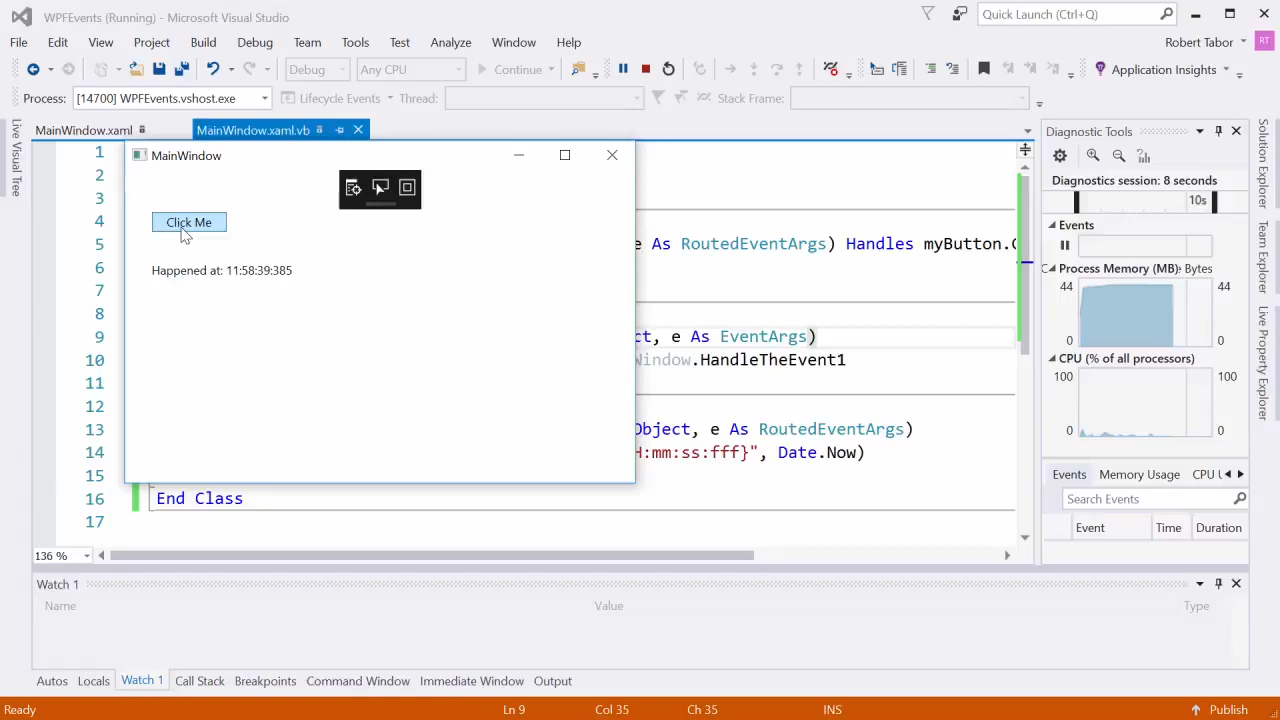 WPFEvents (Running) - Microsoft Visual Studio
Quick Launch (Ctrl+Q)
File Edit View Project Build Debug Team Tools Test Analyze Window Help
Robert Tabor RT
Debug Any CPU Continue Application Insights
Process: [14700] WPFEvents.vshost.exe Lifecycle Events Thread: Stack Frame:
MainWindow.xaml MainWindow.xaml.vb
Live Visual Tree
1
2
3
4
5 e As RoutedEventArgs) Handles myButton.C
6
7
8
9 ct, e As EventArgs)
10 Window.HandleTheEvent1
11
12
13 Object, e As RoutedEventArgs)
14 H:mm:ss:fff}", Date.Now)
15
16 End Class
17
136 %
MainWindow
Click Me
Happened at: 11:58:39:385
Diagnostic Tools
Diagnostics session: 8 seconds
10s
Events
Process Memory (MB) Bytes
44 44
0 0
CPU (% of all processors)
100 100
0 0
Events Memory Usage CPU U
Search Events
Event Time Duration
Solution Explorer
Team Explorer
Live Property Explorer
Watch 1
Name Value Type
Autos Locals Watch 1 Call Stack Breakpoints Command Window Immediate Window Output
Ready Ln 9 Col 35 Ch 35 INS Publish